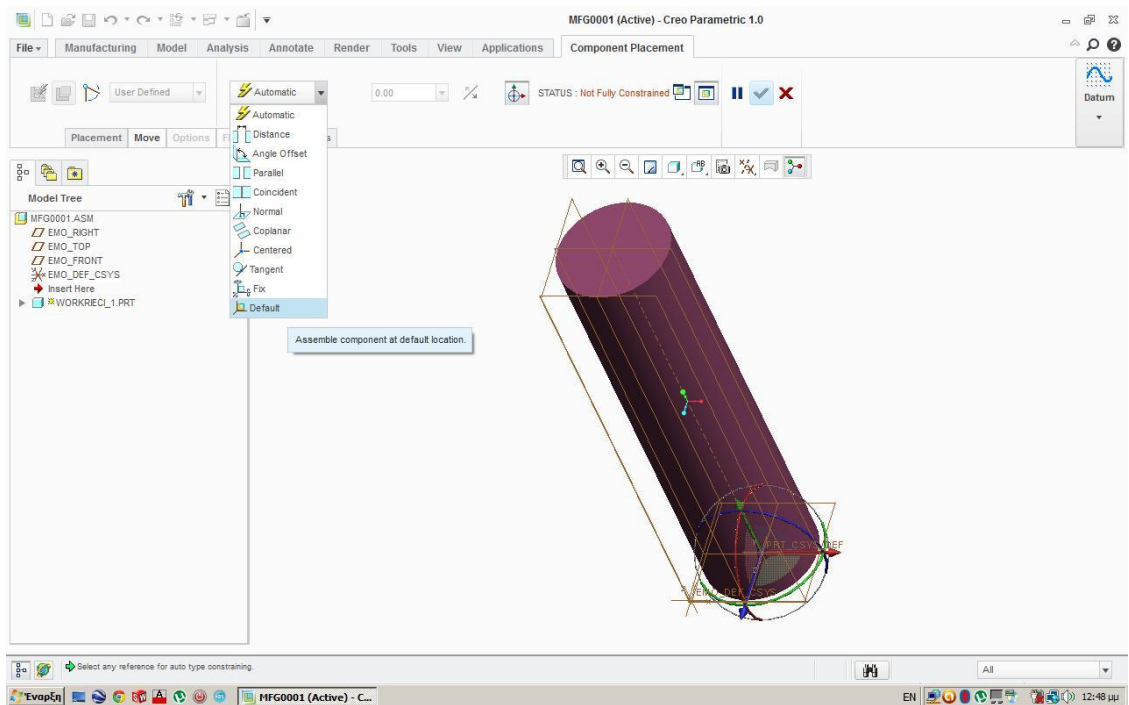 MFG0001 (Active) - Creo Parametric 1.0
File Manufacturing Model Analysis Annotate Render Tools View Applications Component Placement
User Defined Automatic 0.00 STATUS : Not Fully Constrained Datum
Automatic
Distance
Placement Move Options
Angle Offset
Parallel
Coincident
Normal
Coplanar
Centered
Tangent
Fix
Default
Assemble component at default location.
Model Tree
MFG0001.ASM
EMO_RIGHT
EMO_TOP
EMO_FRONT
EMO_DEF_CSYS
Insert Here
WORKRIECI_1.PRT
PRT_CSYS_DEF
EMO_DEF_CSYS
Select any reference for auto type constraining.
All
Έναρξη MFG0001 (Active) - C... EN 12:48 μμ